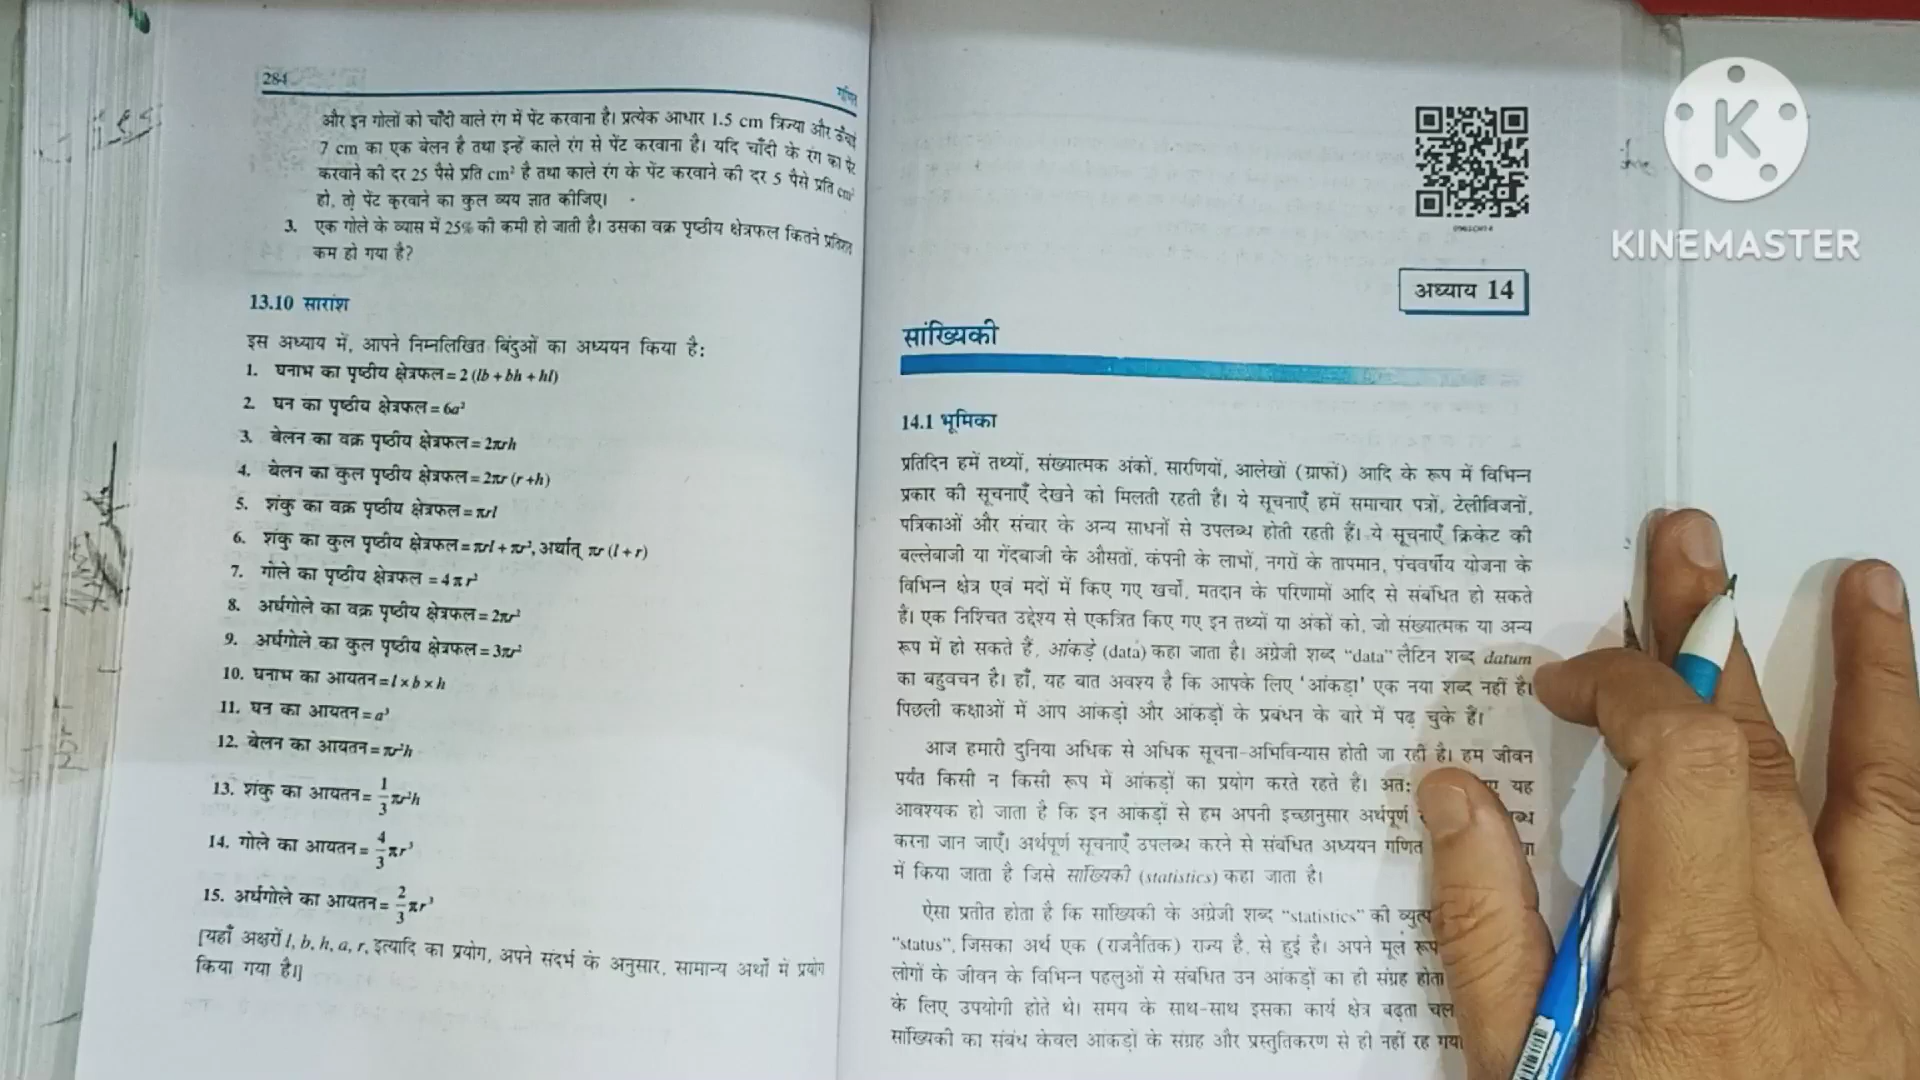 284
गणित
और इन गोलों को चाँदी वाले रंग में पेंट करवाना है। प्रत्येक आधार 1.5 cm त्रिज्या और ऊँचाई
7 cm का एक बेलन है तथा इन्हें काले रंग से पेंट करवाना है। यदि चाँदी के रंग का पेंट
करवाने की दर 25 पैसे प्रति cm² है तथा काले रंग के पेंट करवाने की दर 5 पैसे प्रति cm²
हो, तो पेंट करवाने का कुल व्यय ज्ञात कीजिए।
3. एक गोले के व्यास में 25% की कमी हो जाती है। उसका वक्र पृष्ठीय क्षेत्रफल कितने प्रतिशत
कम हो गया है?
13.10 सारांश
इस अध्याय में, आपने निम्नलिखित बिंदुओं का अध्ययन किया है:
1. घनाभ का पृष्ठीय क्षेत्रफल = 2 (lb + bh + hl)
2. घन का पृष्ठीय क्षेत्रफल = 6a²
3. बेलन का वक्र पृष्ठीय क्षेत्रफल = 2πrh
4. बेलन का कुल पृष्ठीय क्षेत्रफल = 2πr (r + h)
5. शंकु का वक्र पृष्ठीय क्षेत्रफल = πrl
6. शंकु का कुल पृष्ठीय क्षेत्रफल = πrl + πr², अर्थात् πr (l + r)
7. गोले का पृष्ठीय क्षेत्रफल = 4 π r²
8. अर्धगोले का वक्र पृष्ठीय क्षेत्रफल = 2πr²
9. अर्धगोले का कुल पृष्ठीय क्षेत्रफल = 3πr²
10. घनाभ का आयतन = l × b × h
11. घन का आयतन = a³
12. बेलन का आयतन = πr²h
13. शंकु का आयतन = 1/3 πr²h
14. गोले का आयतन = 4/3 πr³
15. अर्धगोले का आयतन = 2/3 πr³
[यहाँ अक्षरों l, b, h, a, r, इत्यादि का प्रयोग, अपने संदर्भ के अनुसार, सामान्य अर्थों में प्रयोग
किया गया है।]
K
KINEMASTER
अध्याय 14
सांख्यिकी
14.1 भूमिका
प्रतिदिन हमें तथ्यों, संख्यात्मक अंकों, सारणियों, आलेखों (ग्राफों) आदि के रूप में विभिन्न
प्रकार की सूचनाएँ देखने को मिलती रहती है। ये सूचनाएँ हमें समाचार पत्रों, टेलीविजनों,
पत्रिकाओं और संचार के अन्य साधनों से उपलब्ध होती रहती हैं। ये सूचनाएँ क्रिकेट की
बल्लेबाजी या गेंदबाजी के औसतों, कंपनी के लाभों, नगरों के तापमान, पंचवर्षीय योजना के
विभिन्न क्षेत्र एवं मदों में किए गए खर्चो, मतदान के परिणामों आदि से संबंधित हो सकते
हैं। एक निश्चित उद्देश्य से एकत्रित किए गए इन तथ्यों या अंकों को, जो संख्यात्मक या अन्य
रूप में हो सकते हैं, आंकड़े (data) कहा जाता है। अंग्रेजी शब्द “data” लैटिन शब्द datum
का बहुवचन है। हाँ, यह बात अवश्य है कि आपके लिए ‘आंकड़ा’ एक नया शब्द नहीं है।
पिछली कक्षाओं में आप आंकड़ो और आंकड़ों के प्रबंधन के बारे में पढ़ चुके हैं।
आज हमारी दुनिया अधिक से अधिक सूचना-अभिविन्यास होती जा रही है। हम जीवन
पर्यंत किसी न किसी रूप में आंकड़ों का प्रयोग करते रहते हैं। अत: यह
आवश्यक हो जाता है कि इन आंकड़ों से हम अपनी इच्छानुसार अर्थपूर्ण
करना जान जाएँ। अर्थपूर्ण सूचनाएँ उपलब्ध करने से संबंधित अध्ययन गणित
में किया जाता है जिसे सांख्यिकी (statistics) कहा जाता है।
ऐसा प्रतीत होता है कि सांख्यिकी के अंग्रेजी शब्द “statistics” की
“status”, जिसका अर्थ एक (राजनैतिक) राज्य है, से हुई है। अपने मूल रूप
लोगों के जीवन के विभिन्न पहलुओं से संबंधित उन आंकड़ों का ही संग्रह होता
के लिए उपयोगी होते थे। समय के साथ-साथ इसका कार्य क्षेत्र बढ़ता
सांख्यिकी का संबंध केवल आंकड़ों के संग्रह और प्रस्तुतिकरण से ही नहीं रह